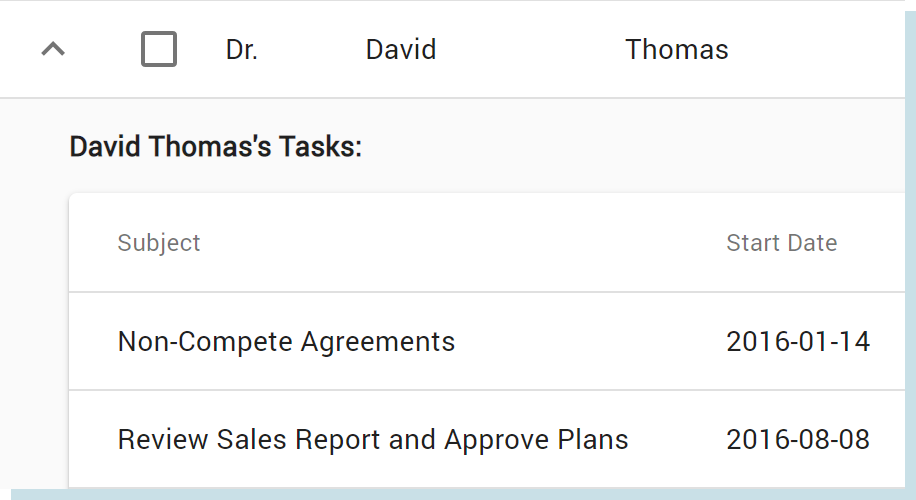 Dr. David Thomas
David Thomas's Tasks:
Subject Start Date
Non-Compete Agreements 2016-01-14
Review Sales Report and Approve Plans 2016-08-08